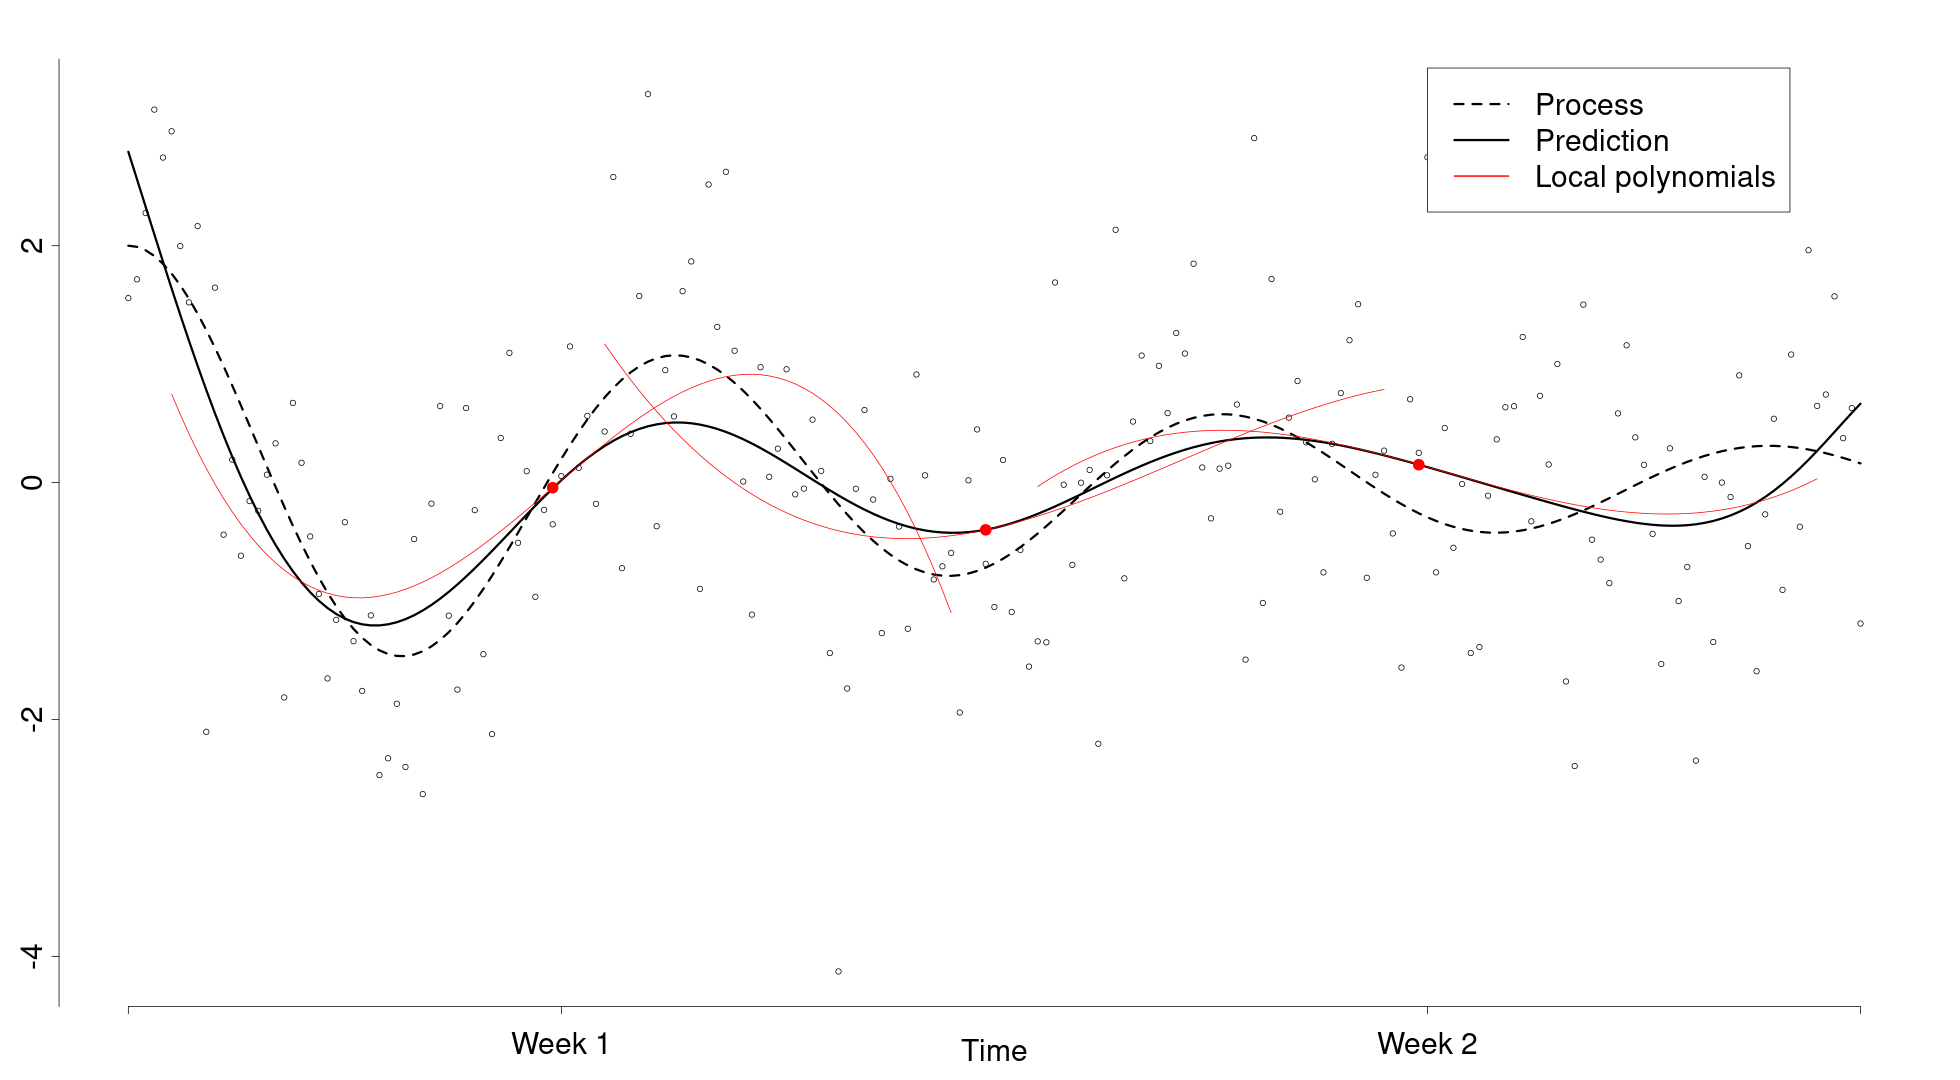 Process
Prediction
Local polynomials
2
0
-2
-4
Week 1
Time
Week 2